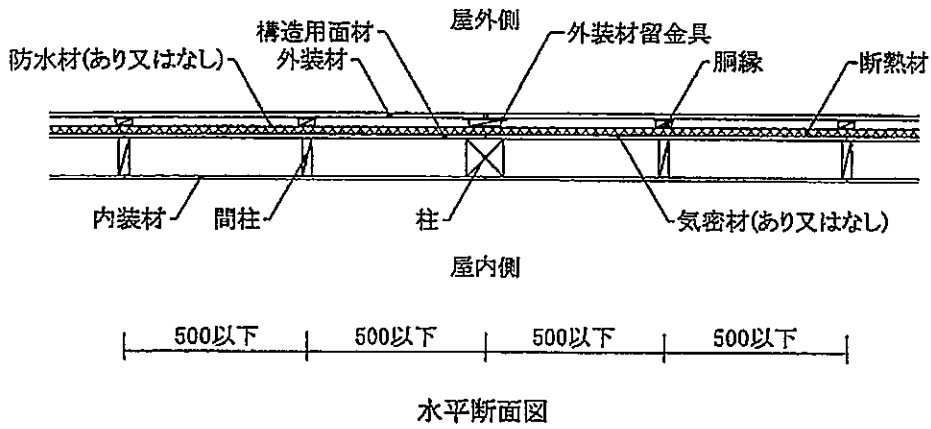 屋外側
構造用面材
外装材留金具
防水材(あり又はなし)
外装材
胴縁
断熱材
内装材
間柱
柱
気密材(あり又はなし)
屋内側
500以下
500以下
500以下
500以下
水平断面図